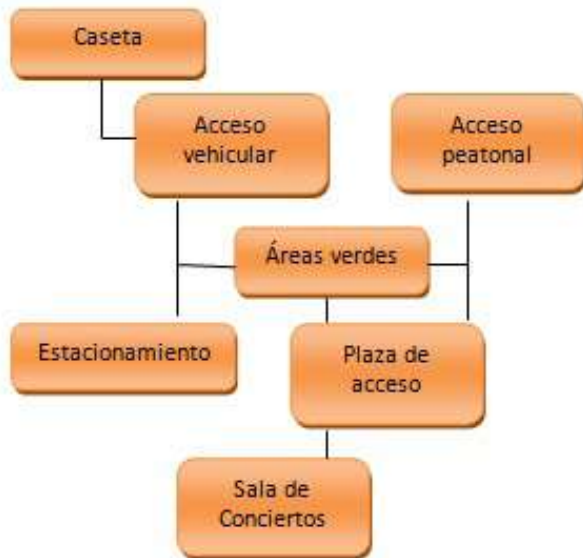 Caseta
Acceso
vehicular
Acceso
peatonal
Áreas verdes
Estacionamiento
Plaza de
acceso
Sala de
Conciertos